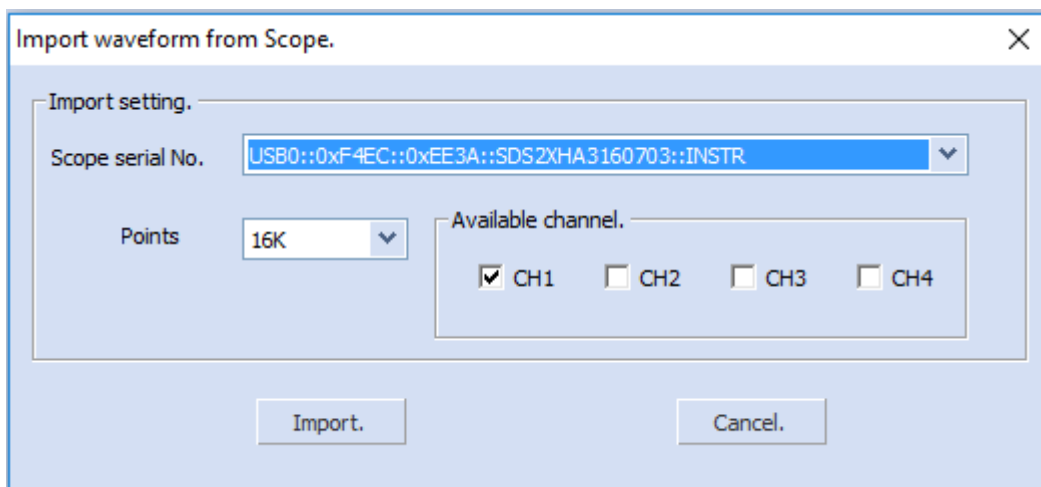 Import waveform from Scope.
Import setting.
Scope serial No. USB0::0xF4EC::0xEE3A::SDS2XHA3160703::INSTR
Available channel.
Points 16K
CH1 CH2 CH3 CH4
Import. Cancel.